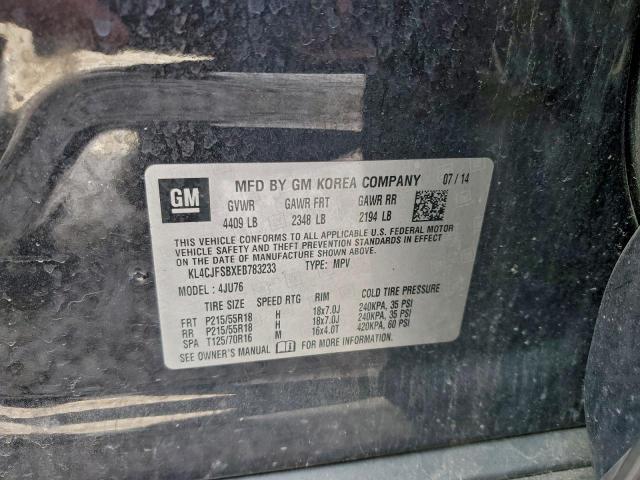 GM MFD BY GM KOREA COMPANY 07 / 14
GVWR GAWR FRT GAWR RR
4409 LB 2348 LB 2194 LB
THIS VEHICLE CONFORMS TO ALL APPLICABLE U.S. FEDERAL MOTOR
VEHICLE SAFETY AND THEFT PREVENTION STANDARDS IN EFFECT ON
THE DATE OF MANUFACTURE SHOWN ABOVE.
KL4CJFSBXEB783233 TYPE: MPV
MODEL : 4JU76
TIRE SIZE SPEED RTG RIM COLD TIRE PRESSURE
FRT P215/55R18 H 18x7.0J 240KPA, 35 PSI
RR P215/55R18 H 18x7.0J 240KPA, 35 PSI
SPA T125/70R16 M 16x4.0T 420KPA, 60 PSI
SEE OWNER'S MANUAL FOR MORE INFORMATION.